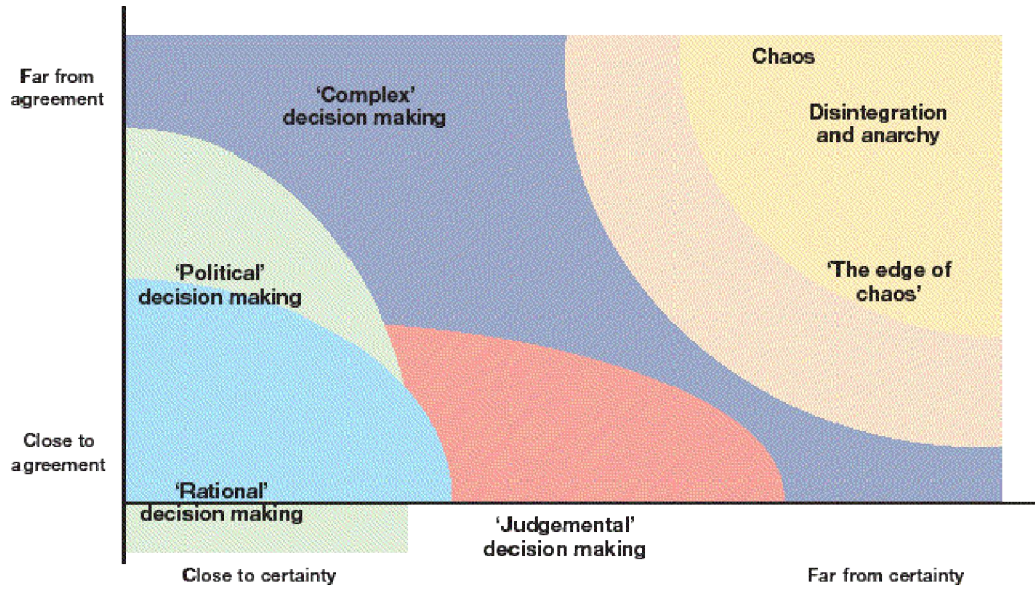 Far from
agreement
Chaos
‘Complex’
decision making
Disintegration
and anarchy
‘Political’
decision making
‘The edge of
chaos’
Close to
agreement
‘Rational’
decision making
‘Judgemental’
decision making
Close to certainty
Far from certainty